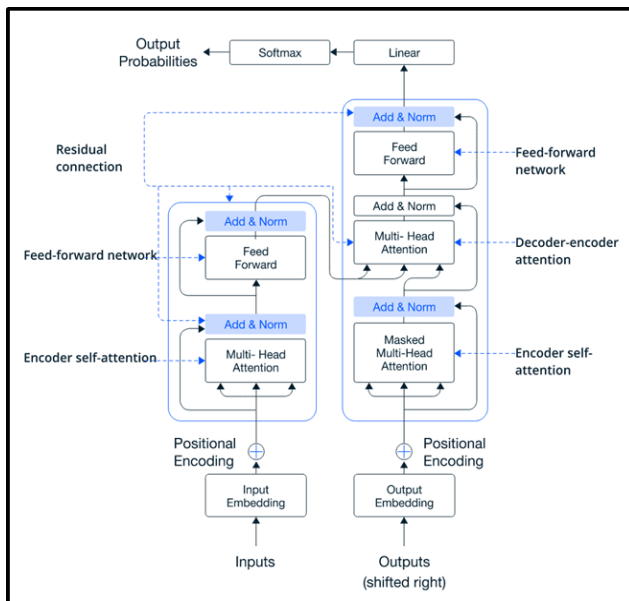 Output
Probabilities
Softmax
Linear
Add & Norm
Feed
Forward
Residual
connection
Feed-forward
network
Add & Norm
Add & Norm
Multi- Head
Attention
Feed
Forward
Feed-forward network
Decoder-encoder
attention
Add & Norm
Add & Norm
Masked
Multi-Head
Attention
Multi- Head
Attention
Encoder self-attention
Encoder self-
attention
Positional
Encoding
Positional
Encoding
Input
Embedding
Output
Embedding
Inputs
Outputs
(shifted right)